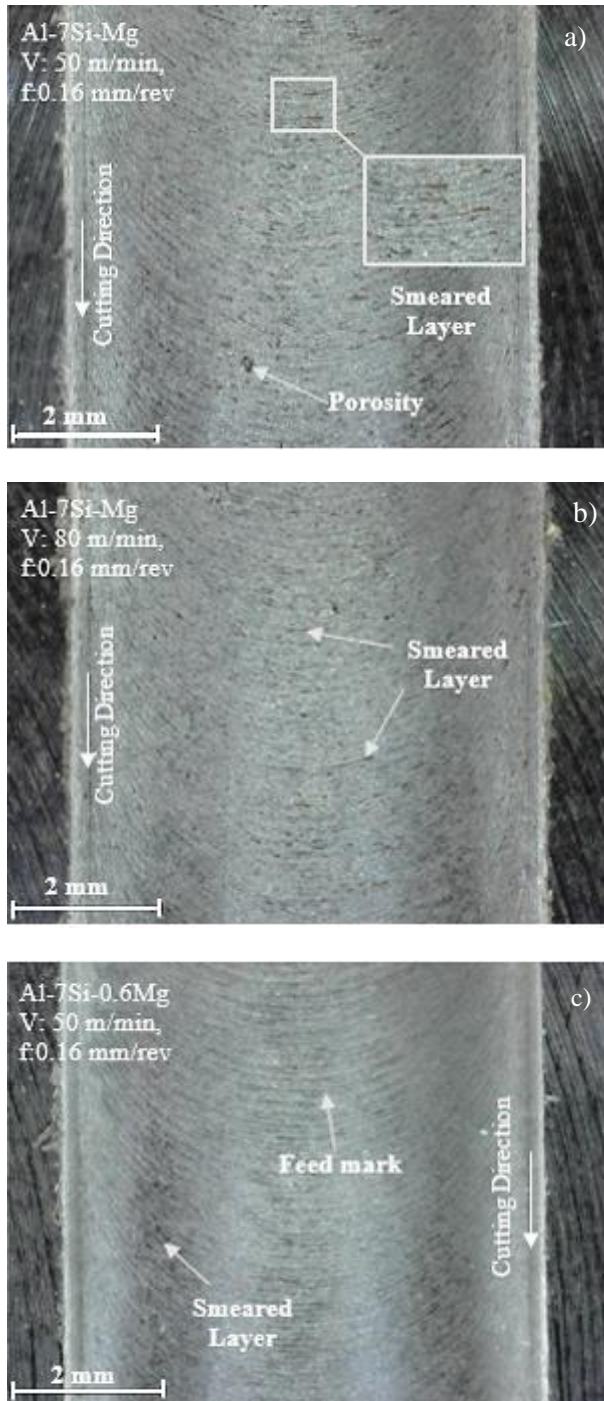 Al-7Si-Mg
V: 50 m/min,
f:0.16 mm/rev
a)
Cutting Direction
Smeared
Layer
Porosity
2 mm
Al-7Si-Mg
V: 80 m/min,
f:0.16 mm/rev
b)
Cutting Direction
Smeared
Layer
2 mm
Al-7Si-0.6Mg
V: 50 m/min,
f:0.16 mm/rev
c)
Feed mark
Cutting Direction
Smeared
Layer
2 mm